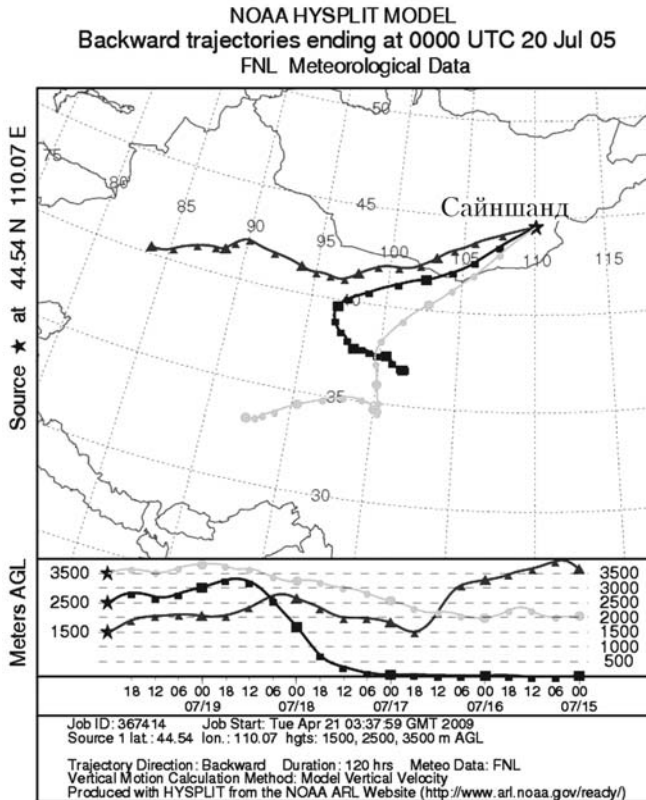 NOAA HYSPLIT MODEL
Backward trajectories ending at 0000 UTC 20 Jul 05
FNL Meteorological Data
Source ★ at 44.54 N 110.07 E
50
75
80
85
45
90
Сайншанд
95
100
105
110
115
40
35
30
Meters AGL
3500
2500
1500
3500
3000
2500
2000
1500
1000
500
18 12 06 00 18 12 06 00 18 12 06 00 18 12 06 00 18 12 06 00
07/19 07/18 07/17 07/16 07/15
Job ID: 367414 Job Start: Tue Apr 21 03:37:59 GMT 2009
Source 1 lat.: 44.54 lon.: 110.07 hgts: 1500, 2500, 3500 m AGL
Trajectory Direction: Backward Duration: 120 hrs Meteo Data: FNL
Vertical Motion Calculation Method: Model Vertical Velocity
Produced with HYSPLIT from the NOAA ARL Website (http://www.arl.noaa.gov/ready/)